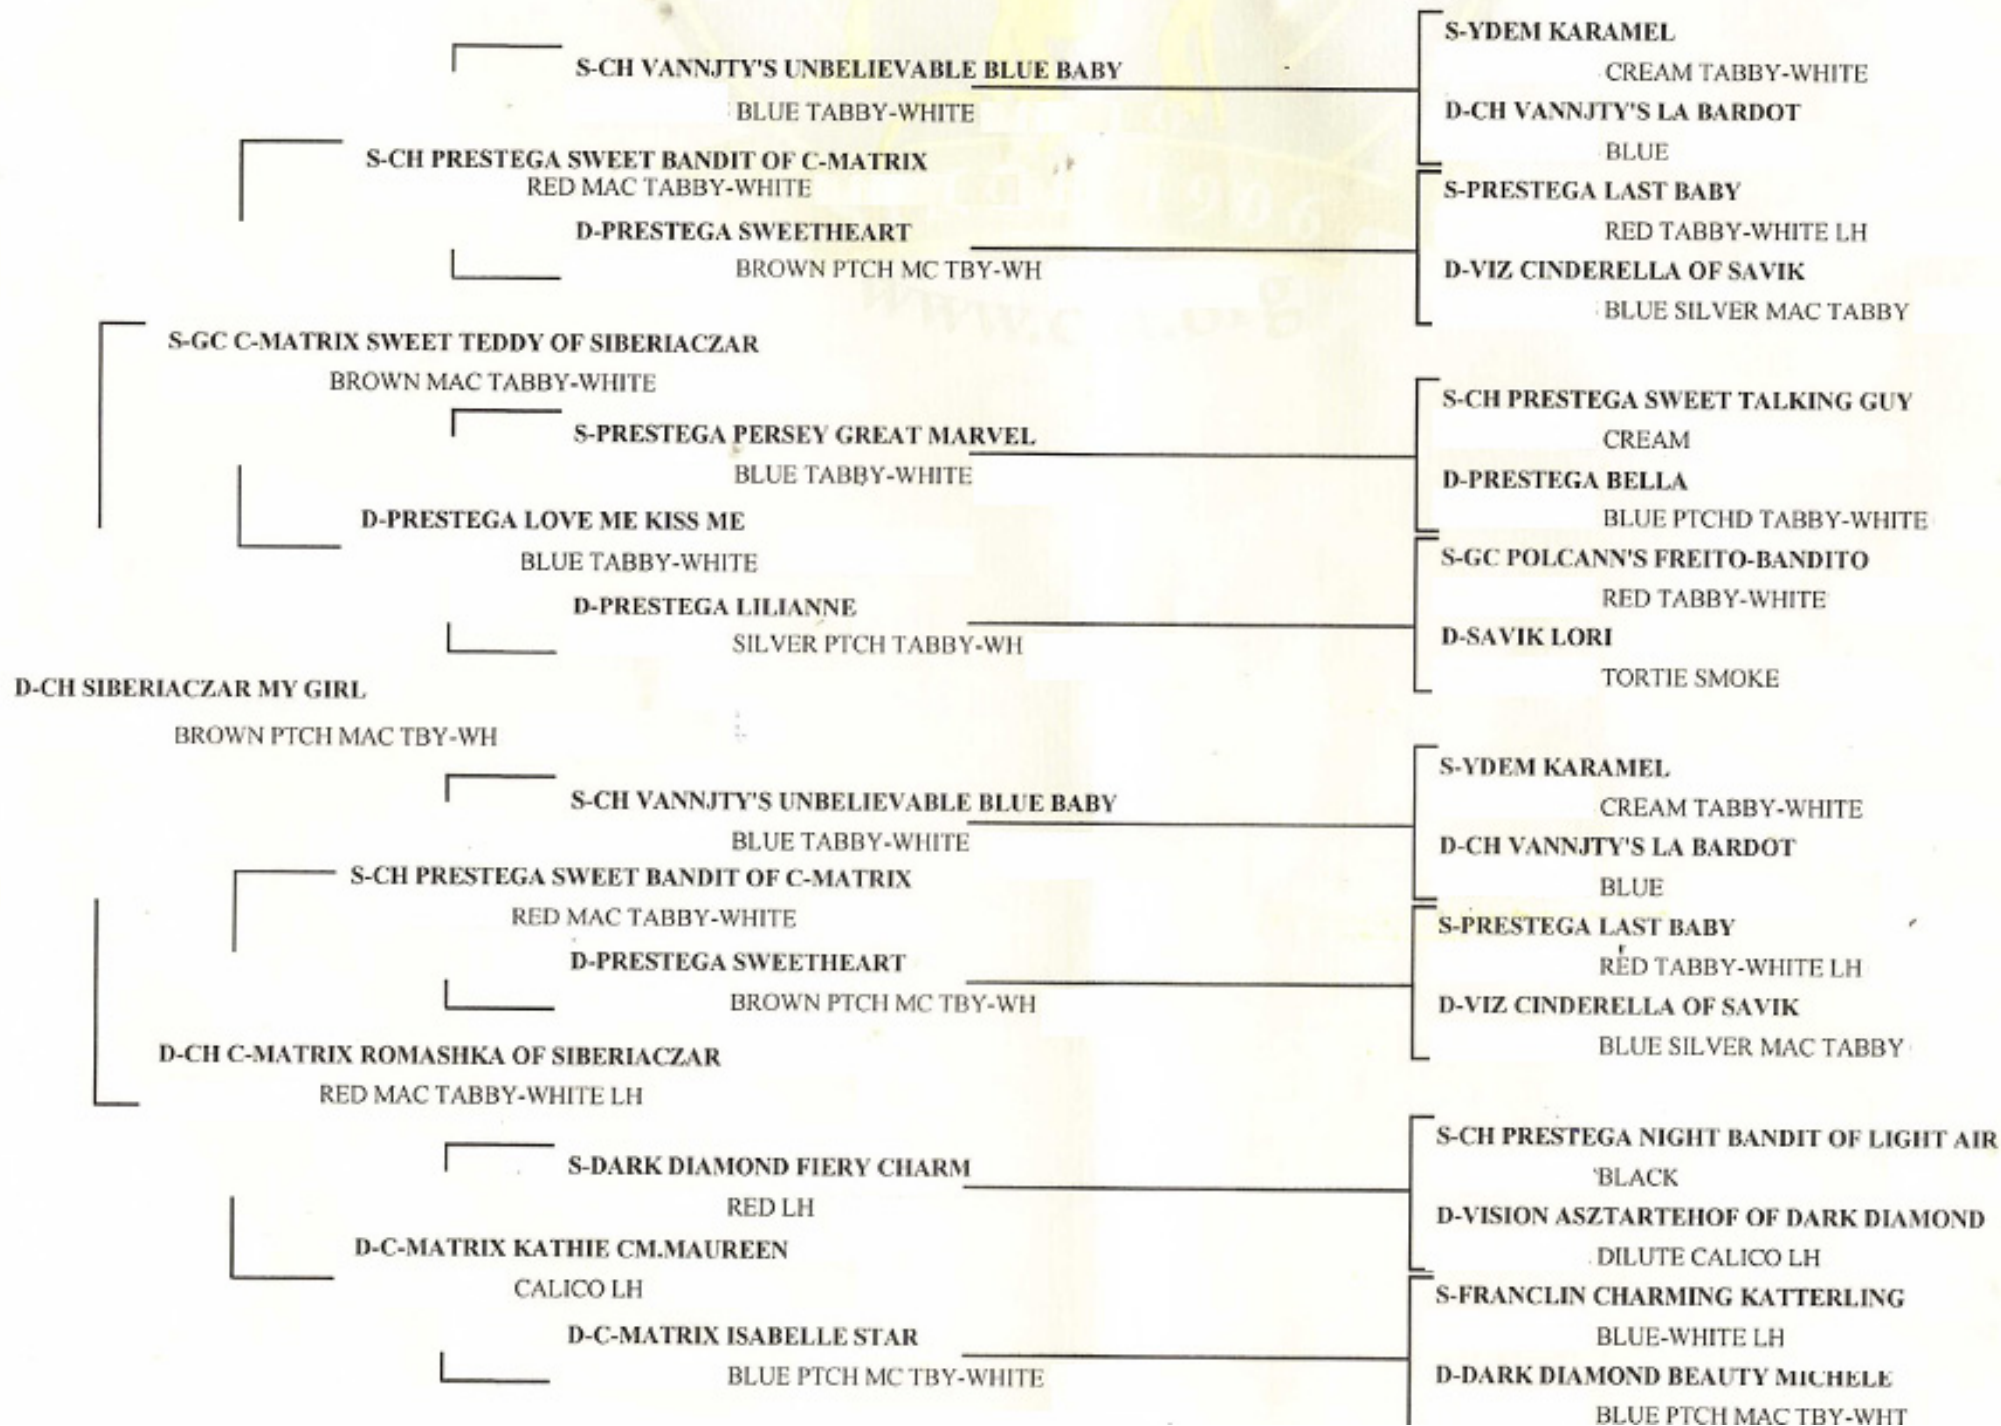 S-YDEM KARAMEL
S-CH VANNJTY'S UNBELIEVABLE BLUE BABY
CREAM TABBY-WHITE
BLUE TABBY-WHITE
D-CH VANNJTY'S LA BARDOT
BLUE
S-CH PRESTEGA SWEET BANDIT OF C-MATRIX
RED MAC TABBY-WHITE
S-PRESTEGA LAST BABY
RED TABBY-WHITE LH
D-PRESTEGA SWEETHEART
BROWN PTCH MC TBY-WH
D-VIZ CINDERELLA OF SAVIK
BLUE SILVER MAC TABBY
S-GC C-MATRIX SWEET TEDDY OF SIBERIACZAR
BROWN MAC TABBY-WHITE
S-CH PRESTEGA SWEET TALKING GUY
CREAM
S-PRESTEGA PERSEY GREAT MARVEL
BLUE TABBY-WHITE
D-PRESTEGA BELLA
BLUE PTCHD TABBY-WHITE
D-PRESTEGA LOVE ME KISS ME
BLUE TABBY-WHITE
S-GC POLCANN'S FREITO-BANDITO
RED TABBY-WHITE
D-PRESTEGA LILIANNE
SILVER PTCH TABBY-WH
D-SAVIK LORI
TORTIE SMOKE
D-CH SIBERIACZAR MY GIRL
BROWN PTCH MAC TBY-WH
S-YDEM KARAMEL
CREAM TABBY-WHITE
S-CH VANNJTY'S UNBELIEVABLE BLUE BABY
BLUE TABBY-WHITE
D-CH VANNJTY'S LA BARDOT
BLUE
S-CH PRESTEGA SWEET BANDIT OF C-MATRIX
RED MAC TABBY-WHITE
S-PRESTEGA LAST BABY
RED TABBY-WHITE LH
D-PRESTEGA SWEETHEART
BROWN PTCH MC TBY-WH
D-VIZ CINDERELLA OF SAVIK
BLUE SILVER MAC TABBY
D-CH C-MATRIX ROMASHKA OF SIBERIACZAR
RED MAC TABBY-WHITE LH
S-CH PRESTEGA NIGHT BANDIT OF LIGHT AIR
BLACK
S-DARK DIAMOND FIERY CHARM
RED LH
D-VISION ASZTARTEHOF OF DARK DIAMOND
DILUTE CALICO LH
D-C-MATRIX KATHIE CM.MAUREEN
CALICO LH
S-FRANCLIN CHARMING KATTERLING
BLUE-WHITE LH
D-C-MATRIX ISABELLE STAR
BLUE PTCH MC TBY-WHITE
D-DARK DIAMOND BEAUTY MICHELE
BLUE PTCH MAC TBY-WHT